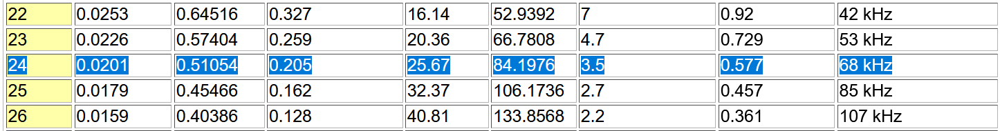 22 0.0253 0.64516 0.327 16.14 52.9392 7 0.92 42 kHz
23 0.0226 0.57404 0.259 20.36 66.7808 4.7 0.729 53 kHz
24 0.0201 0.51054 0.205 25.67 84.1976 3.5 0.577 68 kHz
25 0.0179 0.45466 0.162 32.37 106.1736 2.7 0.457 85 kHz
26 0.0159 0.40386 0.128 40.81 133.8568 2.2 0.361 107 kHz